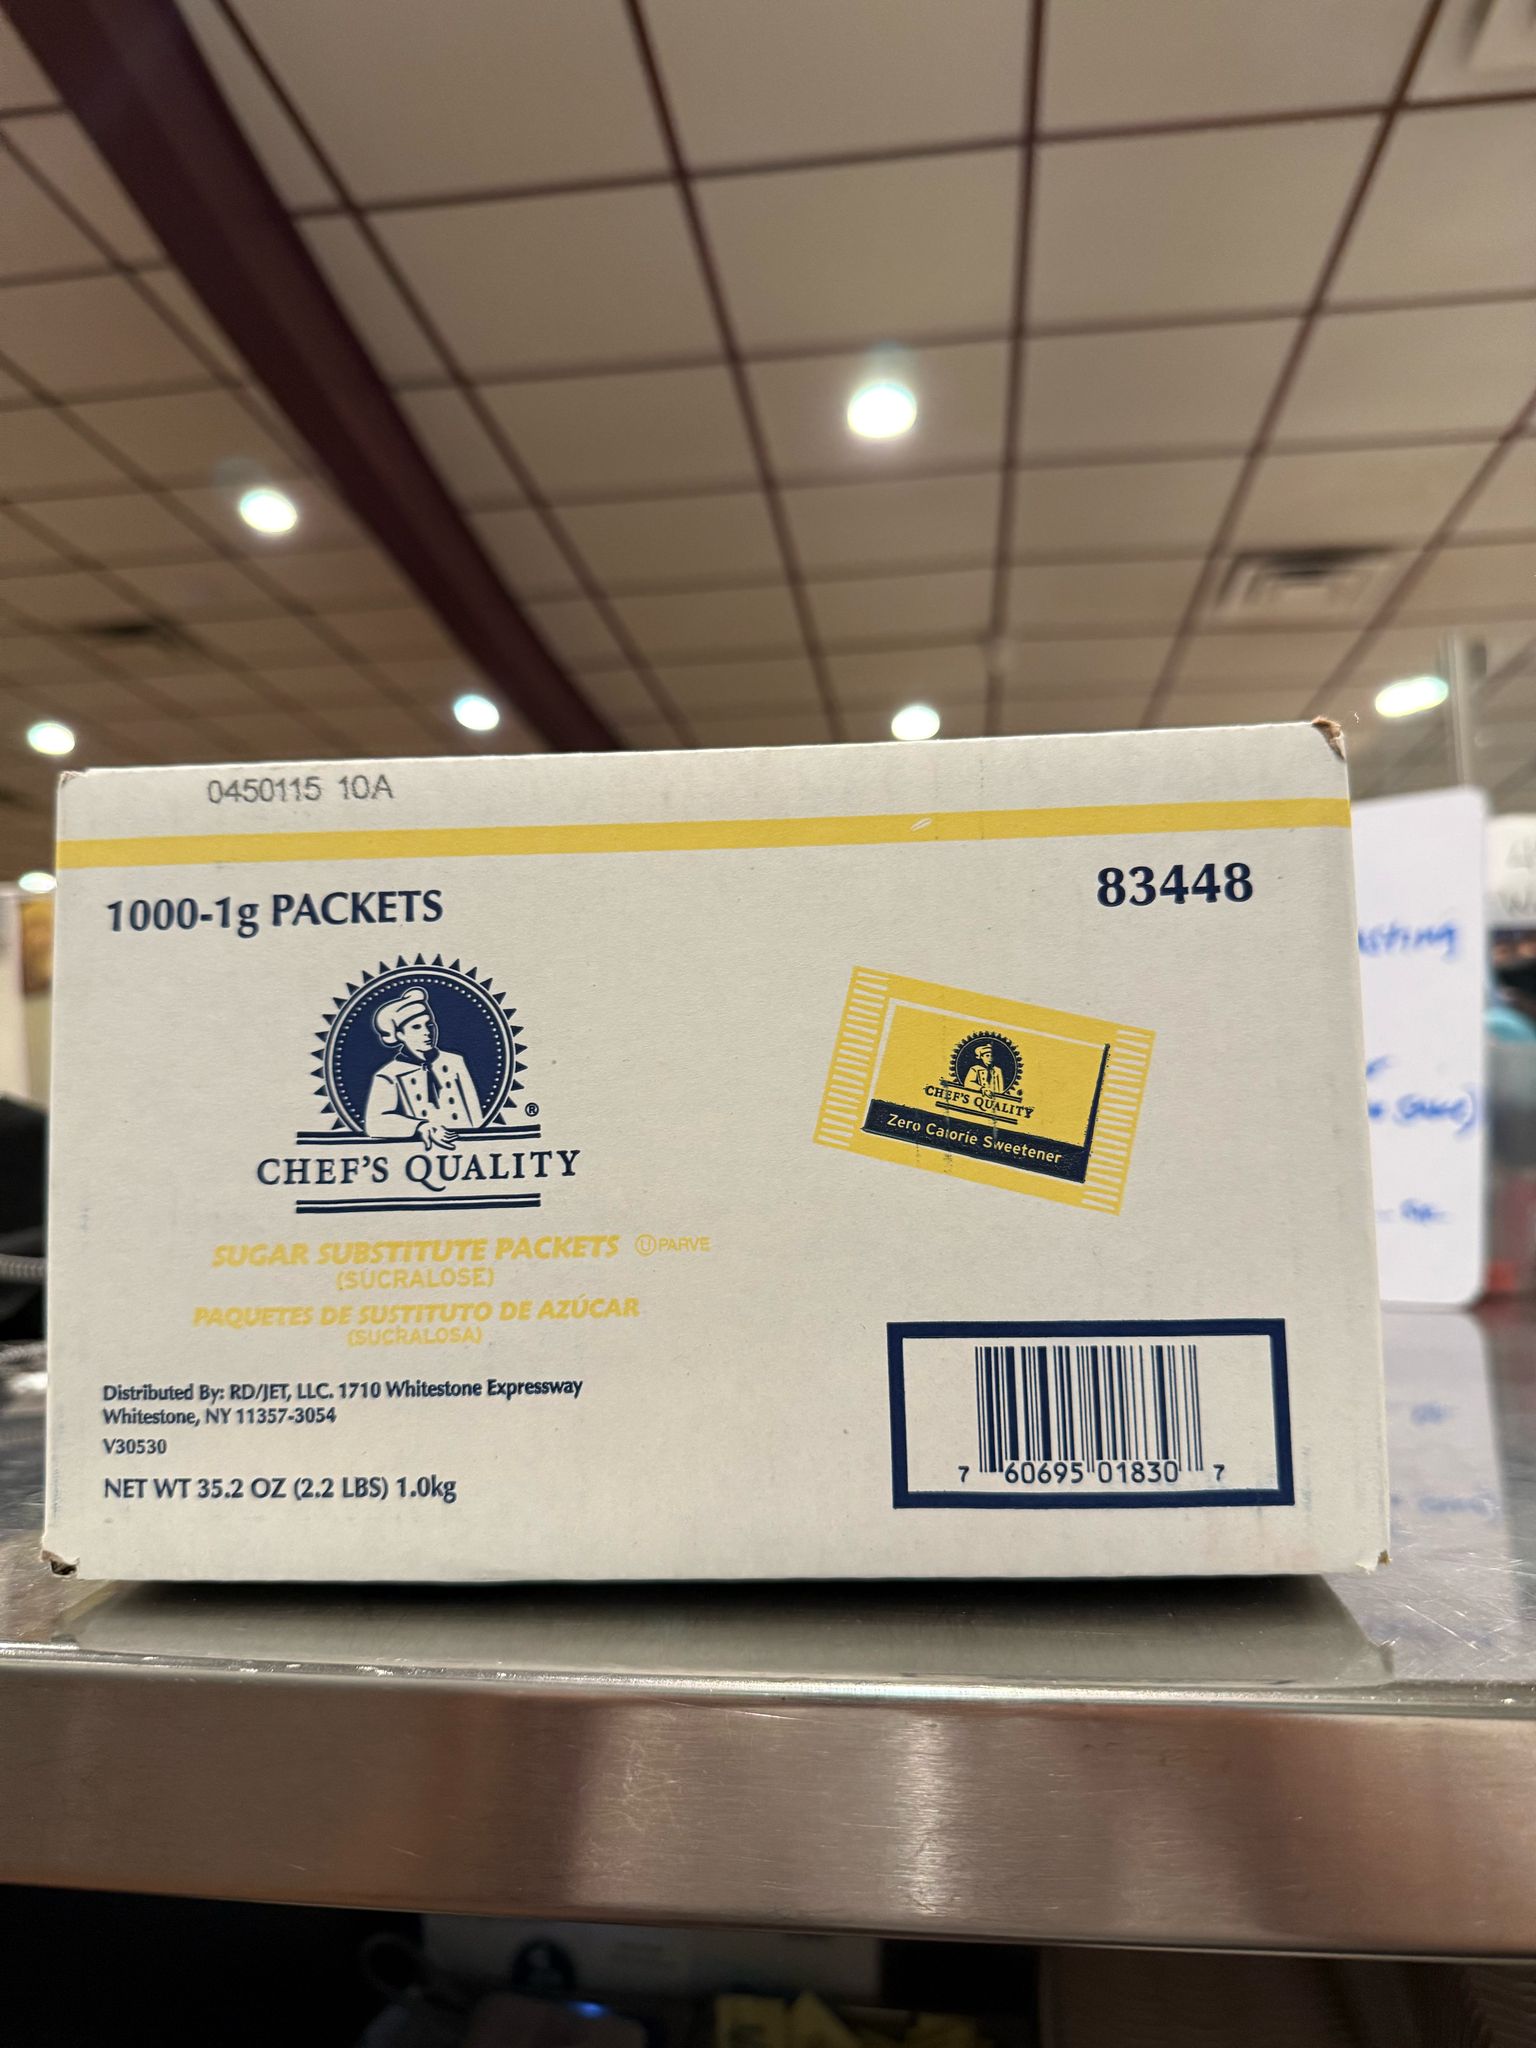 0450115 10A
1000-1g PACKETS
83448
CHEF'S QUALITY
®
CHEF'S QUALITY
Zero Calorie Sweetener
SUGAR SUBSTITUTE PACKETS Ⓤ PARVE
(SUCRALOSE)
PAQUETES DE SUSTITUTO DE AZÚCAR
(SUCRALOSA)
Distributed By: RD/JET, LLC. 1710 Whitestone Expressway
Whitestone, NY 11357-3054
V30530
NET WT 35.2 OZ (2.2 LBS) 1.0kg
7 60695 01830 7